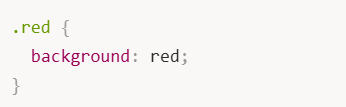 .red {
  background: red;
}